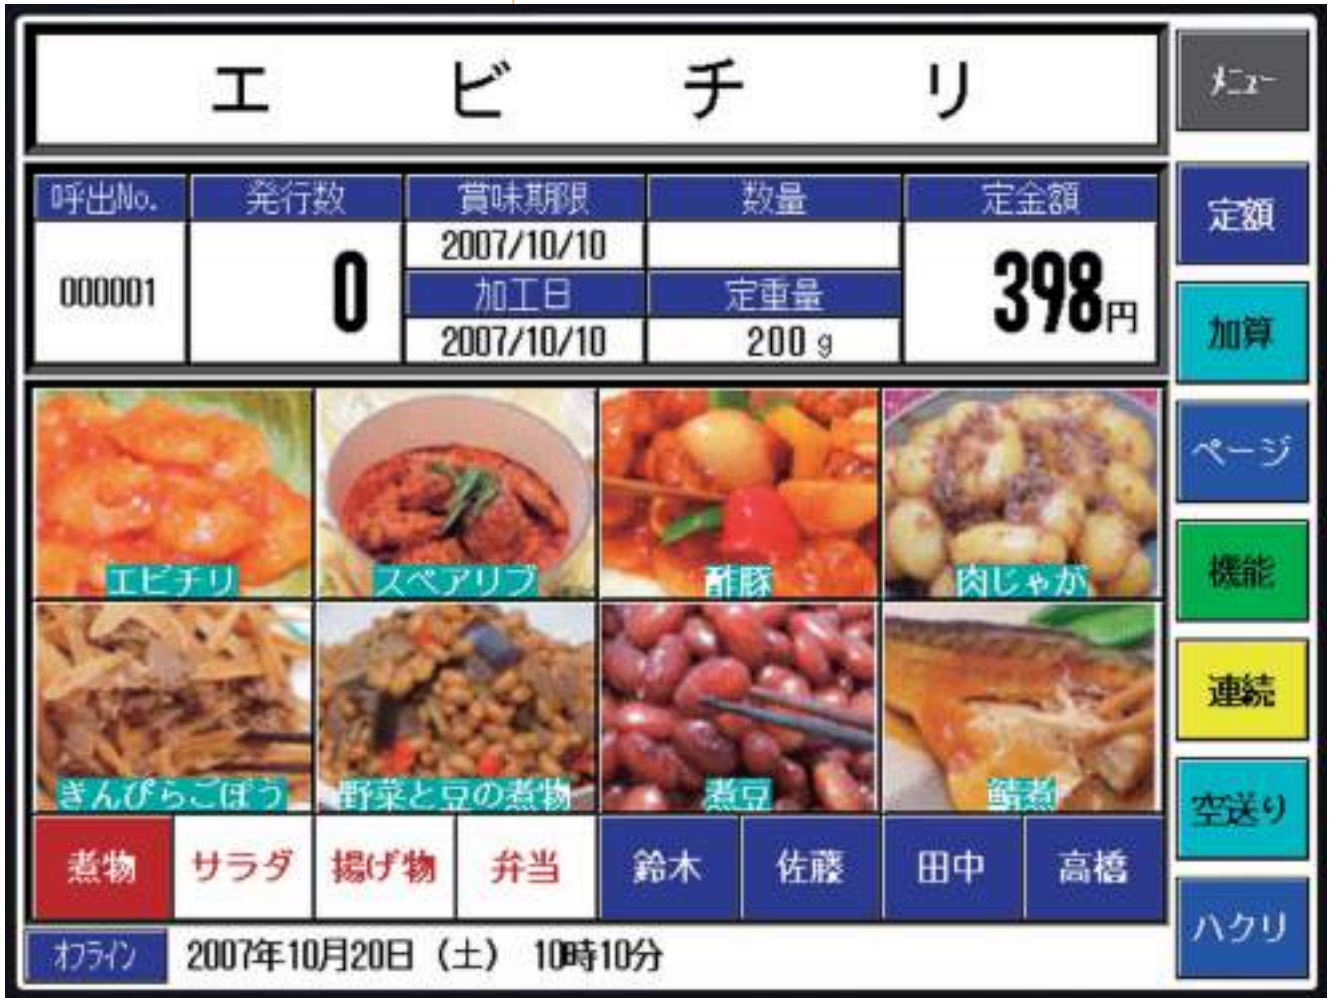 エビチリ
メニュー
呼出No. 発行数 賞味期限 数量 定金額
定額
2007/10/10
000001 0 398円
加工日 定重量
加算
2007/10/10 200g
ページ
エビチリ スペアリブ 酢豚 肉じゃが
機能
連続
きんぴらごぼう 野菜と豆の煮物 煮豆 鯖煮
空送り
煮物 サラダ 揚げ物 弁当 鈴木 佐藤 田中 高橋
ハクリ
オフライン 2007年10月20日（土） 10時10分